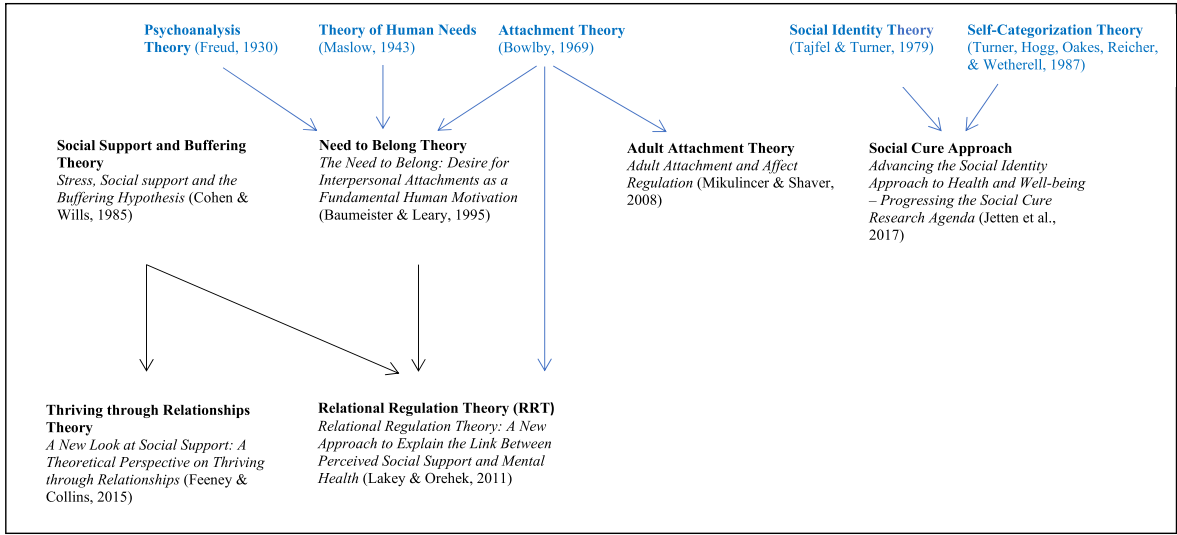 Psychoanalysis
Theory (Freud, 1930)
Theory of Human Needs
(Maslow, 1943)
Attachment Theory
(Bowlby, 1969)
Social Identity Theory
(Tajfel & Turner, 1979)
Self-Categorization Theory
(Turner, Hogg, Oakes, Reicher,
& Wetherell, 1987)
Social Support and Buffering
Theory
Stress, Social support and the
Buffering Hypothesis (Cohen &
Wills, 1985)
Need to Belong Theory
The Need to Belong: Desire for
Interpersonal Attachments as a
Fundamental Human Motivation
(Baumeister & Leary, 1995)
Adult Attachment Theory
Adult Attachment and Affect
Regulation (Mikulincer & Shaver,
2008)
Social Cure Approach
Advancing the Social Identity
Approach to Health and Well-being
– Progressing the Social Cure
Research Agenda (Jetten et al.,
2017)
Thriving through Relationships
Theory
A New Look at Social Support: A
Theoretical Perspective on Thriving
through Relationships (Feeney &
Collins, 2015)
Relational Regulation Theory (RRT)
Relational Regulation Theory: A New
Approach to Explain the Link Between
Perceived Social Support and Mental
Health (Lakey & Orehek, 2011)